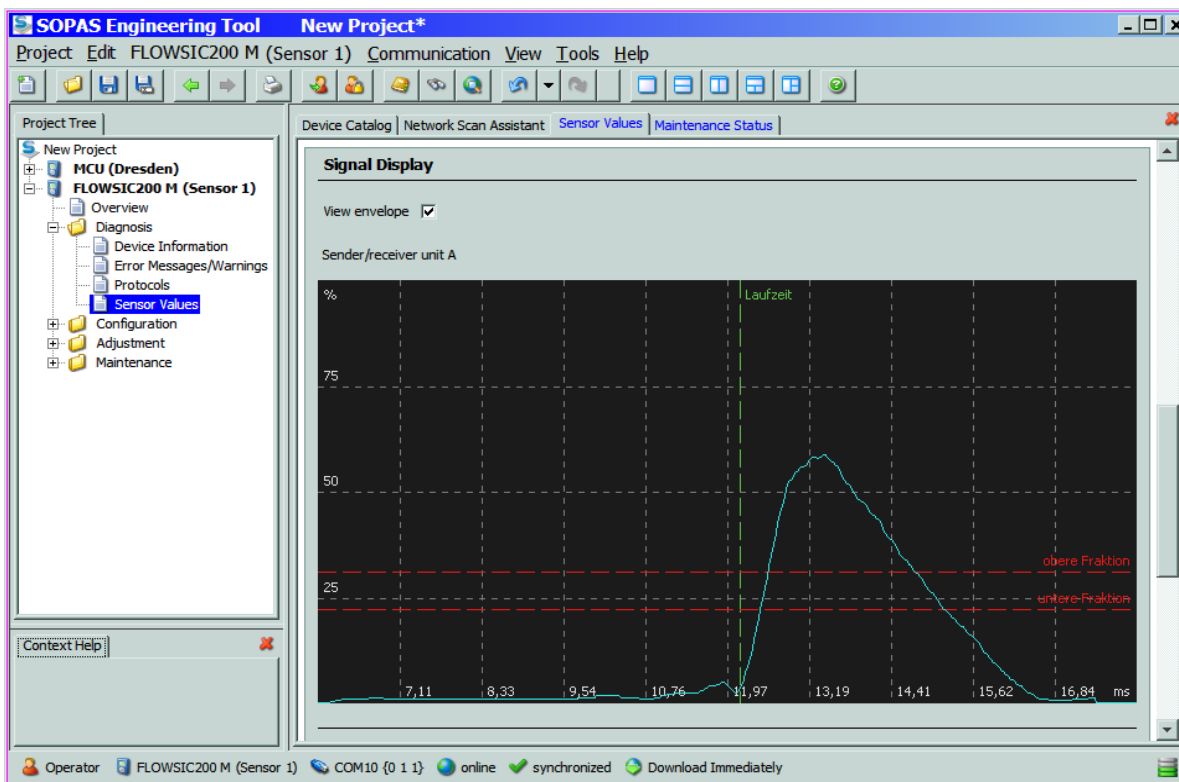 SOPAS Engineering Tool New Project*
Project Edit FLOWSIC200 M (Sensor 1) Communication View Tools Help
Project Tree
New Project
MCU (Dresden)
FLOWSIC200 M (Sensor 1)
Overview
Diagnosis
Device Information
Error Messages/Warnings
Protocols
Sensor Values
Configuration
Adjustment
Maintenance
Context Help
Device Catalog Network Scan Assistant Sensor Values Maintenance Status
Signal Display
View envelope
Sender/receiver unit A
%
Laufzeit
75
50
obere Fraktion
25
untere Fraktion
7,11 8,33 9,54 10,76 11,97 13,19 14,41 15,62 16,84 ms
Operator FLOWSIC200 M (Sensor 1) COM10 {0 1 1} online synchronized Download Immediately